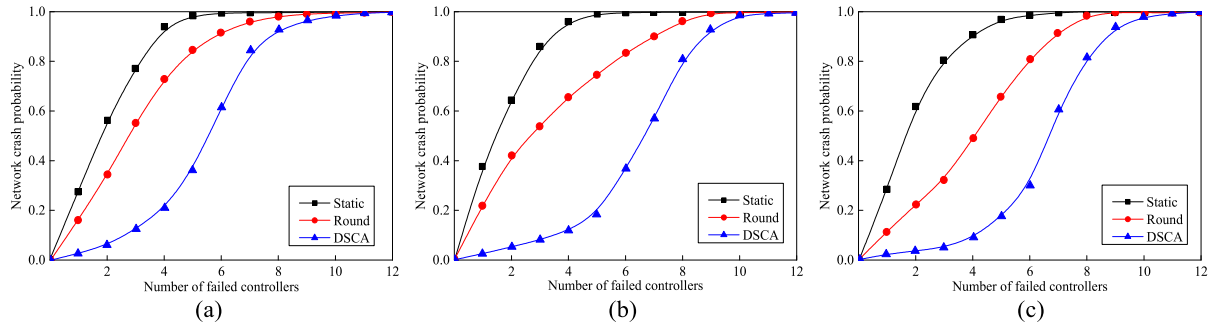 Network crash probability
1.0
0.8
0.6
0.4
0.2
0.0
Static
Round
DSCA
2 4 6 8 10 12
Number of failed controllers
(a)
Network crash probability
1.0
0.8
0.6
0.4
0.2
0.0
Static
Round
DSCA
2 4 6 8 10 12
Number of failed controllers
(b)
Network crash probability
1.0
0.8
0.6
0.4
0.2
0.0
Static
Round
DSCA
2 4 6 8 10 12
Number of failed controllers
(c)